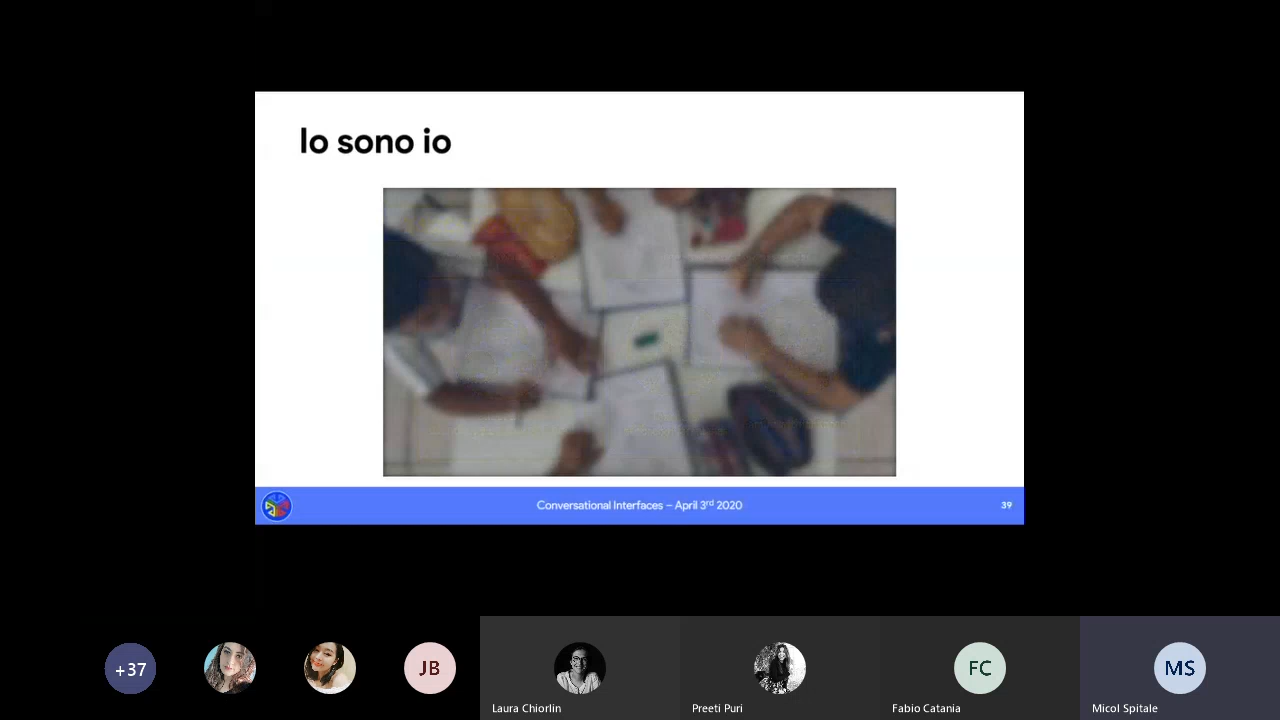 Io sono io
Conversational Interfaces – April 3rd 2020
39
+37
JB
FC
MS
Laura Chiorlin
Preeti Puri
Fabio Catania
Micol Spitale